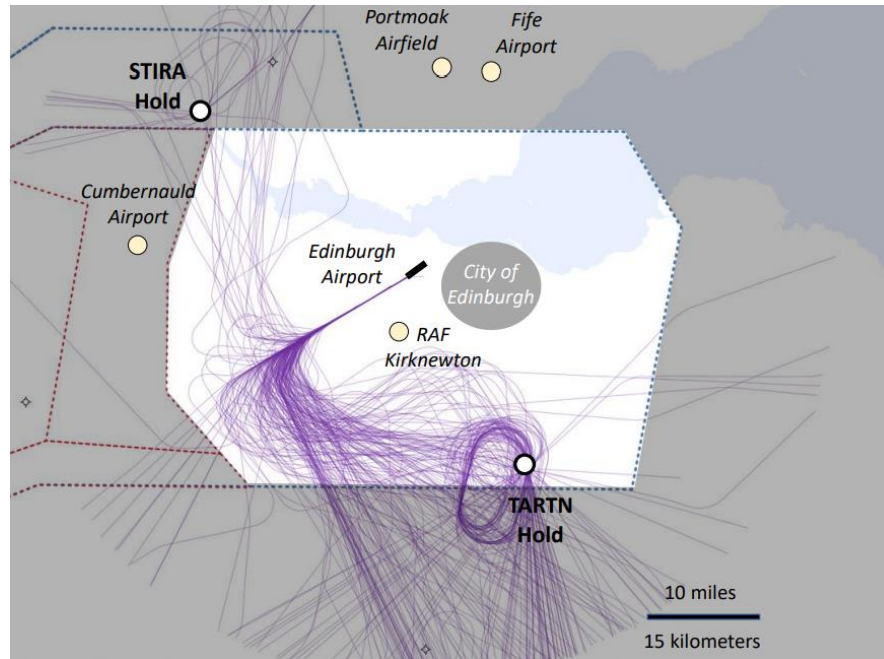 Portmoak
Airfield
Fife
Airport
STIRA
Hold
Cumbernauld
Airport
Edinburgh
Airport
City of
Edinburgh
RAF
Kirknewton
TARTN
Hold
10 miles
15 kilometers